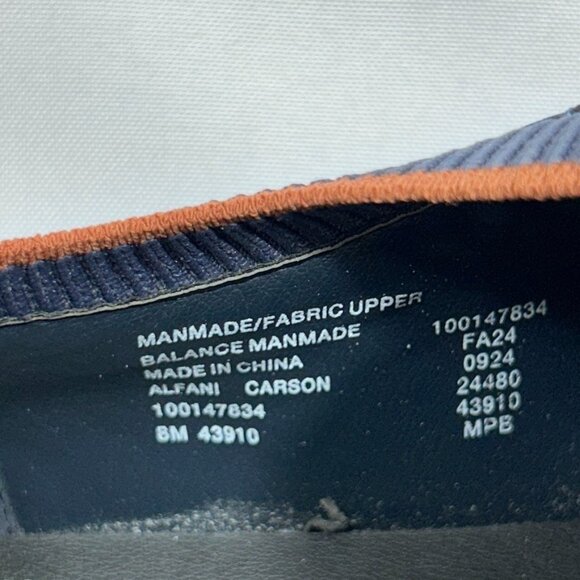 MANMADE/FABRIC UPPER
BALANCE MANMADE
MADE IN CHINA
ALFANI CARSON
100147834
8M 43910
100147834
FA24
0924
24480
43910
MPB